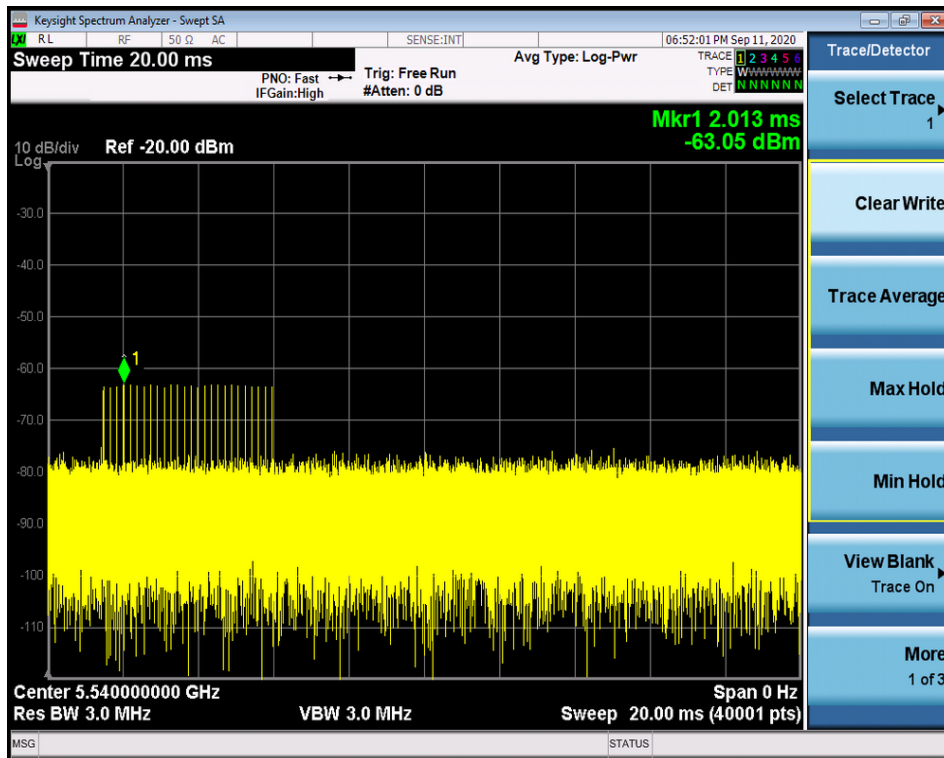 Keysight Spectrum Analyzer - Swept SA
LXI RL RF 50 Ω AC SENSE:INT 06:52:01 PM Sep 11, 2020
Sweep Time 20.00 ms
PNO: Fast
IFGain:High
Trig: Free Run
#Atten: 0 dB
Avg Type: Log-Pwr
TRACE 1 2 3 4 5 6
TYPE WWWWWW
DET N N N N N N
Mkr1 2.013 ms
-63.05 dBm
10 dB/div Ref -20.00 dBm
Log
-30.0
-40.0
-50.0
-60.0
-70.0
-80.0
-90.0
-100
-110
1
Center 5.540000000 GHz Span 0 Hz
Res BW 3.0 MHz VBW 3.0 MHz Sweep 20.00 ms (40001 pts)
MSG STATUS
Trace/Detector
Select Trace
1
Clear Write
Trace Average
Max Hold
Min Hold
View Blank
Trace On
More
1 of 3